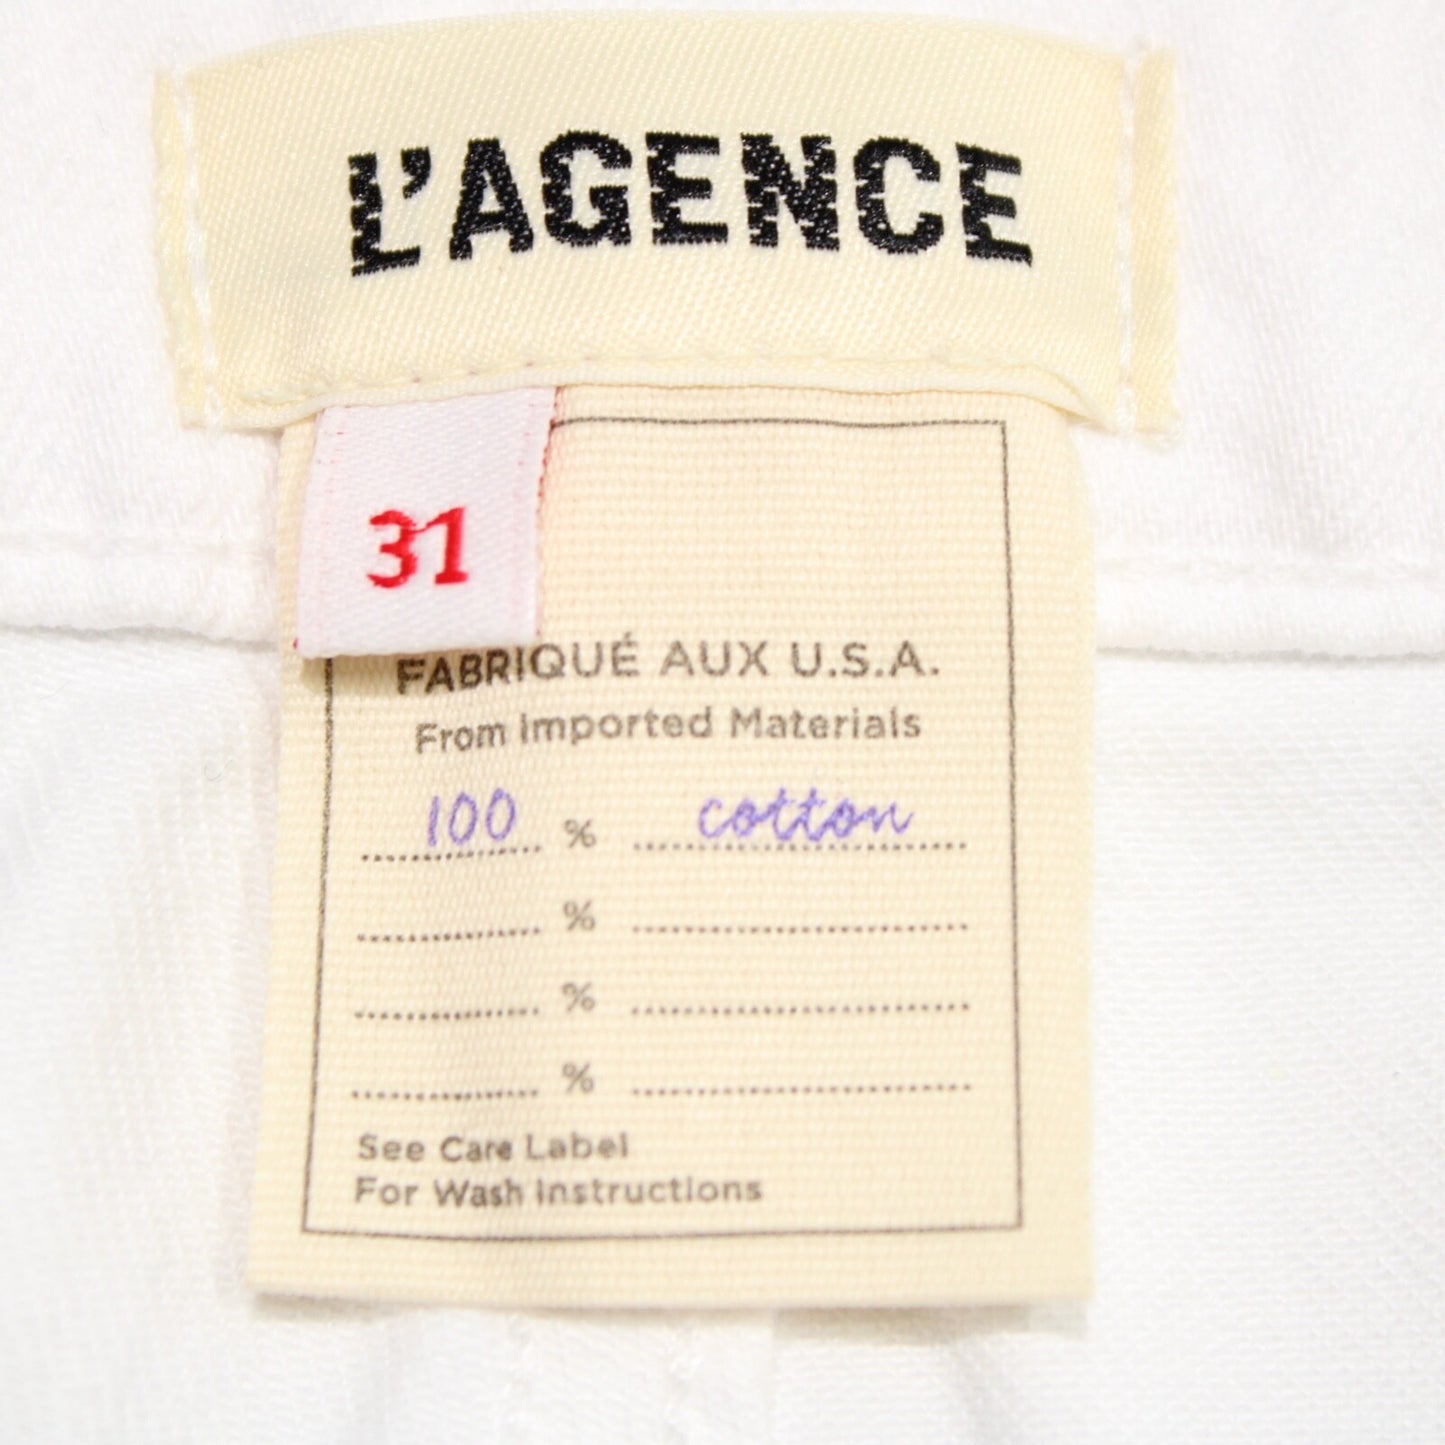 L'AGENCE
31
FABRIQUÉ AUX U.S.A.
From Imported Materials
100 % cotton
%
%
%
See Care Label
For Wash Instructions